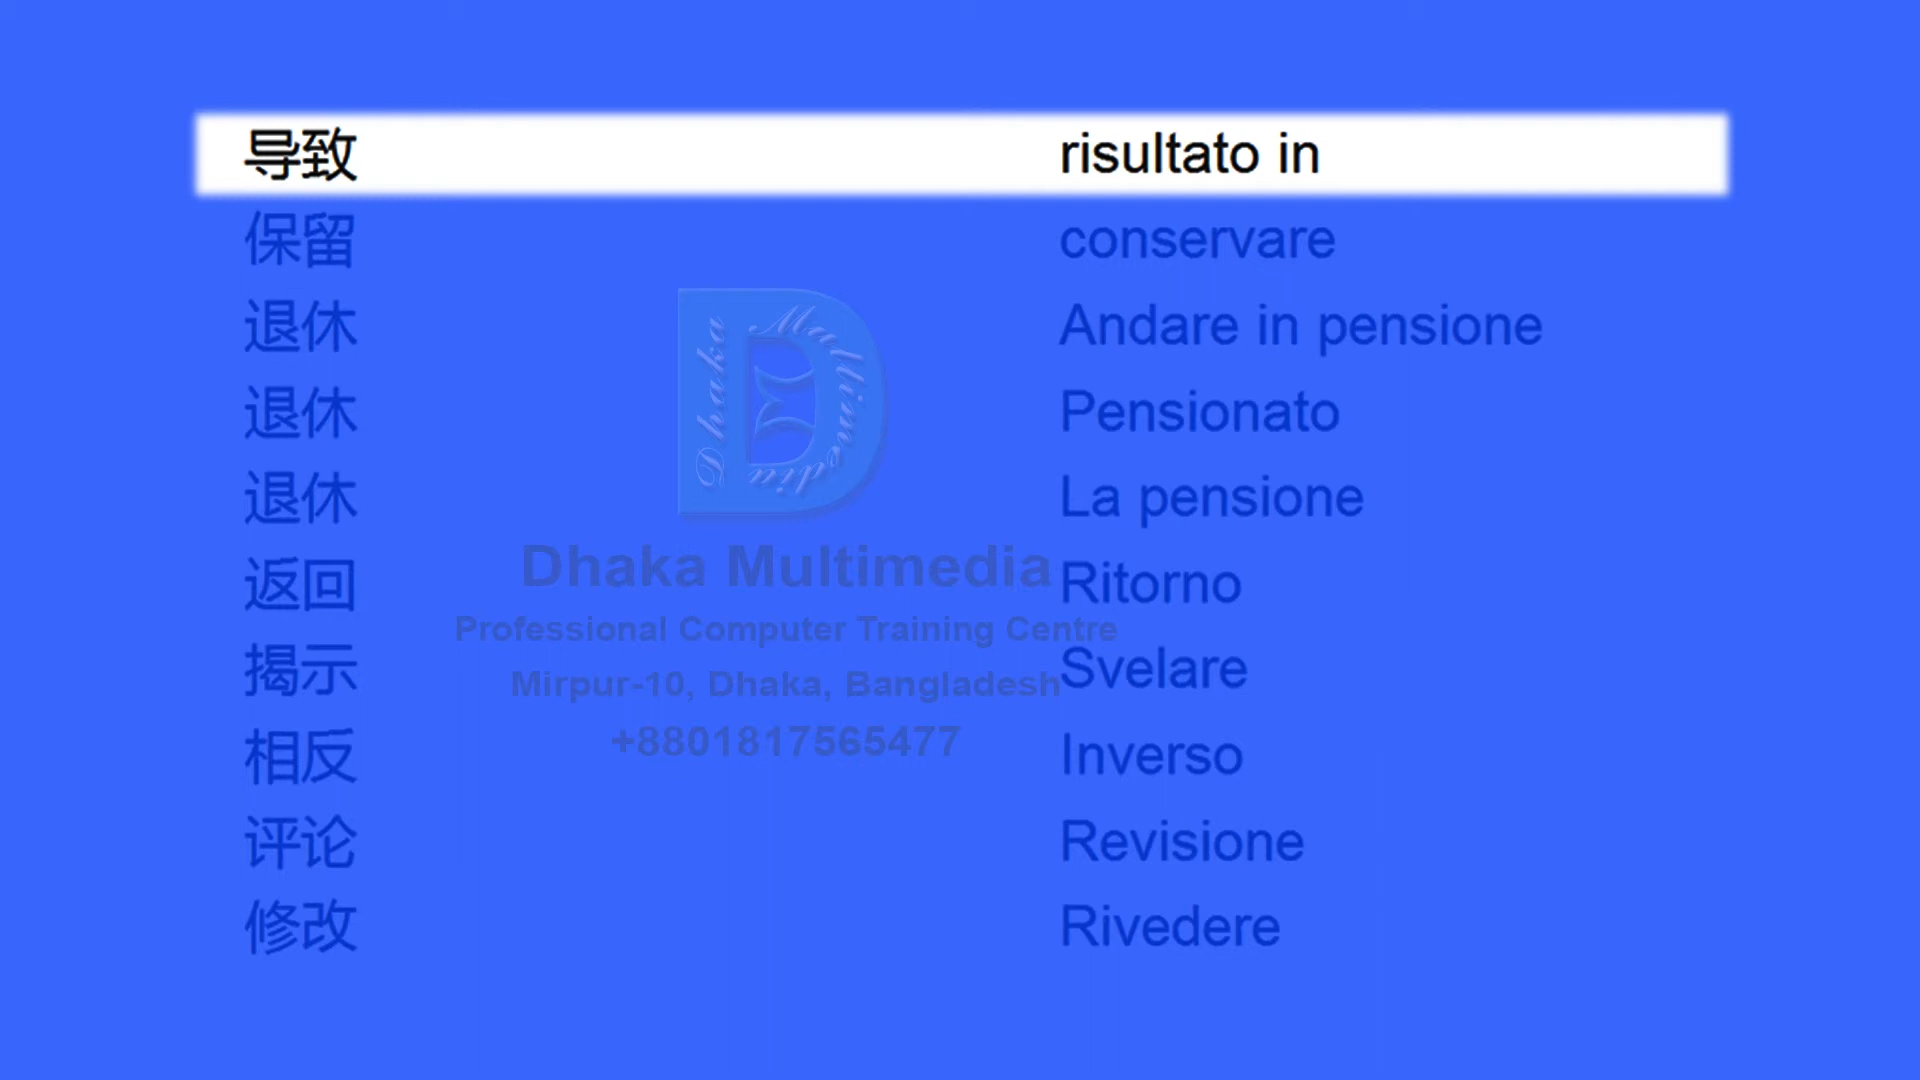 导致 risultato in
保留 conservare
退休 Andare in pensione
退休 Pensionato
退休 La pensione
返回 Ritorno
揭示 Svelare
相反 Inverso
评论 Revisione
修改 Rivedere
Dhaka Multimedia
Dhaka Multimedia
Professional Computer Training Centre
Mirpur-10, Dhaka, Bangladesh
+8801817565477